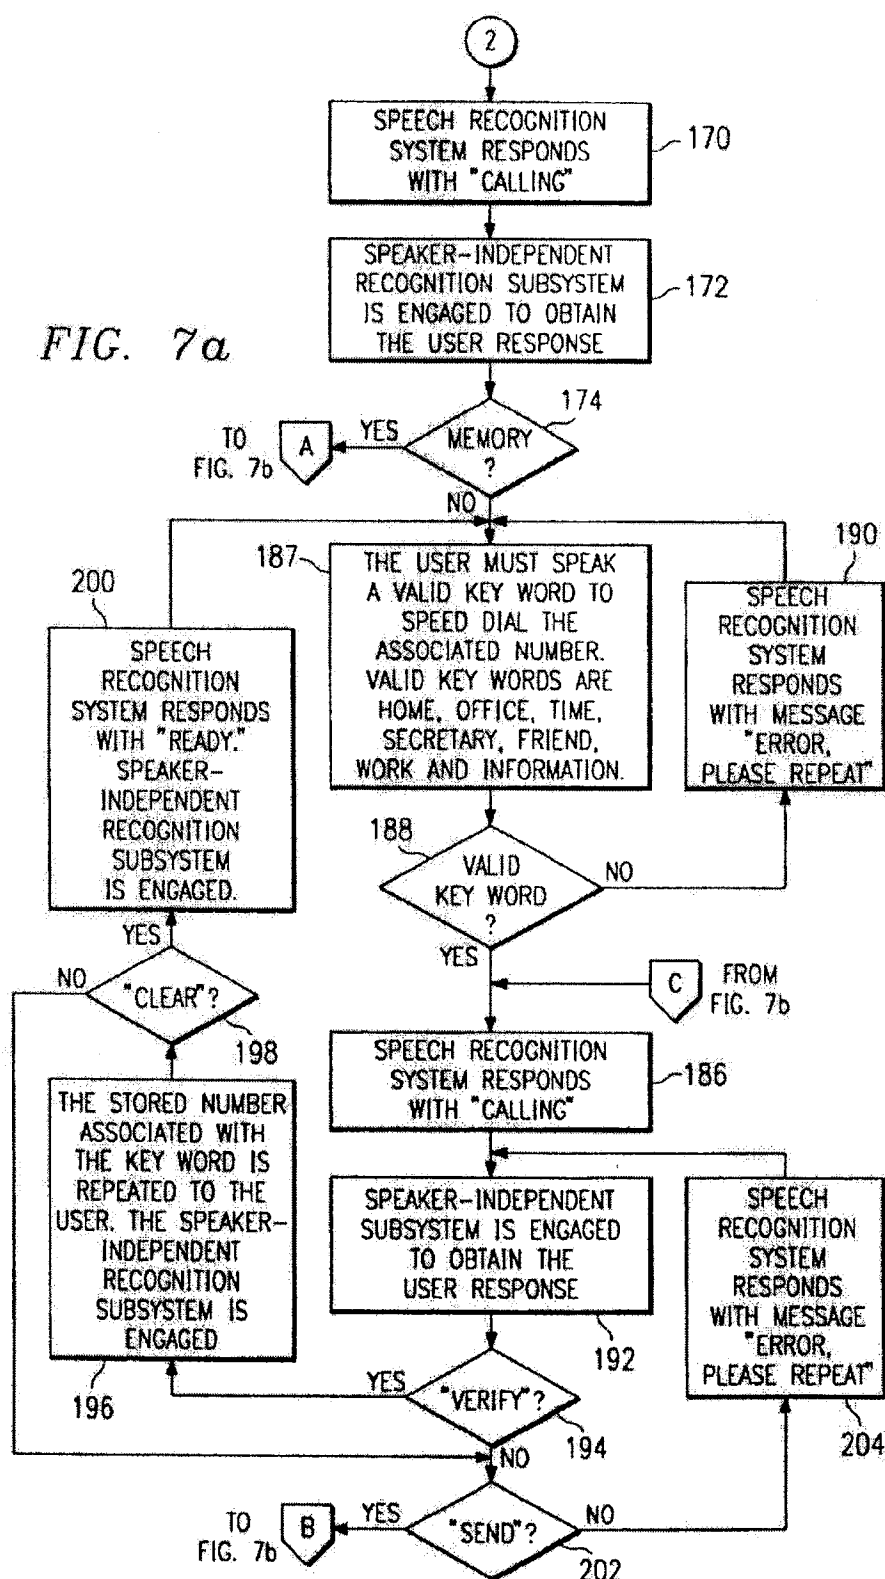 2
SPEECH RECOGNITION
SYSTEM RESPONDS
WITH "CALLING"
170
SPEAKER-INDEPENDENT
RECOGNITION SUBSYSTEM
IS ENGAGED TO OBTAIN
THE USER RESPONSE
172
FIG. 7a
174
MEMORY
?
YES
A
TO
FIG. 7b
NO
187
THE USER MUST SPEAK
A VALID KEY WORD TO
SPEED DIAL THE
ASSOCIATED NUMBER.
VALID KEY WORDS ARE
HOME, OFFICE, TIME,
SECRETARY, FRIEND,
WORK AND INFORMATION.
190
SPEECH
RECOGNITION
SYSTEM
RESPONDS
WITH MESSAGE
"ERROR,
PLEASE REPEAT"
200
SPEECH
RECOGNITION
SYSTEM RESPONDS
WITH "READY."
SPEAKER-
INDEPENDENT
RECOGNITION
SUBSYSTEM
IS ENGAGED.
188
VALID
KEY WORD
?
NO
YES
YES
NO
"CLEAR"?
198
C
FROM
FIG. 7b
SPEECH RECOGNITION
SYSTEM RESPONDS
WITH "CALLING"
186
THE STORED NUMBER
ASSOCIATED WITH
THE KEY WORD IS
REPEATED TO THE
USER. THE SPEAKER-
INDEPENDENT
RECOGNITION
SUBSYSTEM IS
ENGAGED
196
SPEAKER-INDEPENDENT
SUBSYSTEM IS ENGAGED
TO OBTAIN THE
USER RESPONSE
192
SPEECH
RECOGNITION
SYSTEM
RESPONDS
WITH MESSAGE
"ERROR,
PLEASE REPEAT"
204
YES
"VERIFY"?
194
NO
TO
FIG. 7b
B
YES
"SEND"?
NO
202